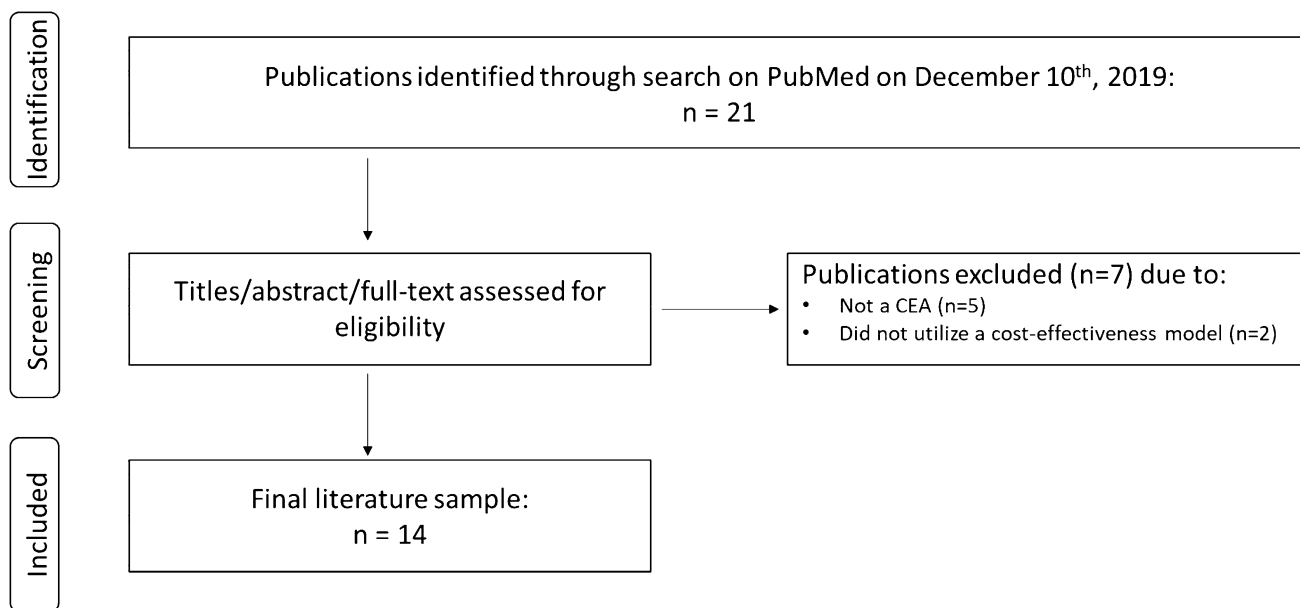 Identification
Publications identified through search on PubMed on December 10th, 2019:
n = 21
Screening
Titles/abstract/full-text assessed for
eligibility
Publications excluded (n=7) due to:
• Not a CEA (n=5)
• Did not utilize a cost-effectiveness model (n=2)
Included
Final literature sample:
n = 14